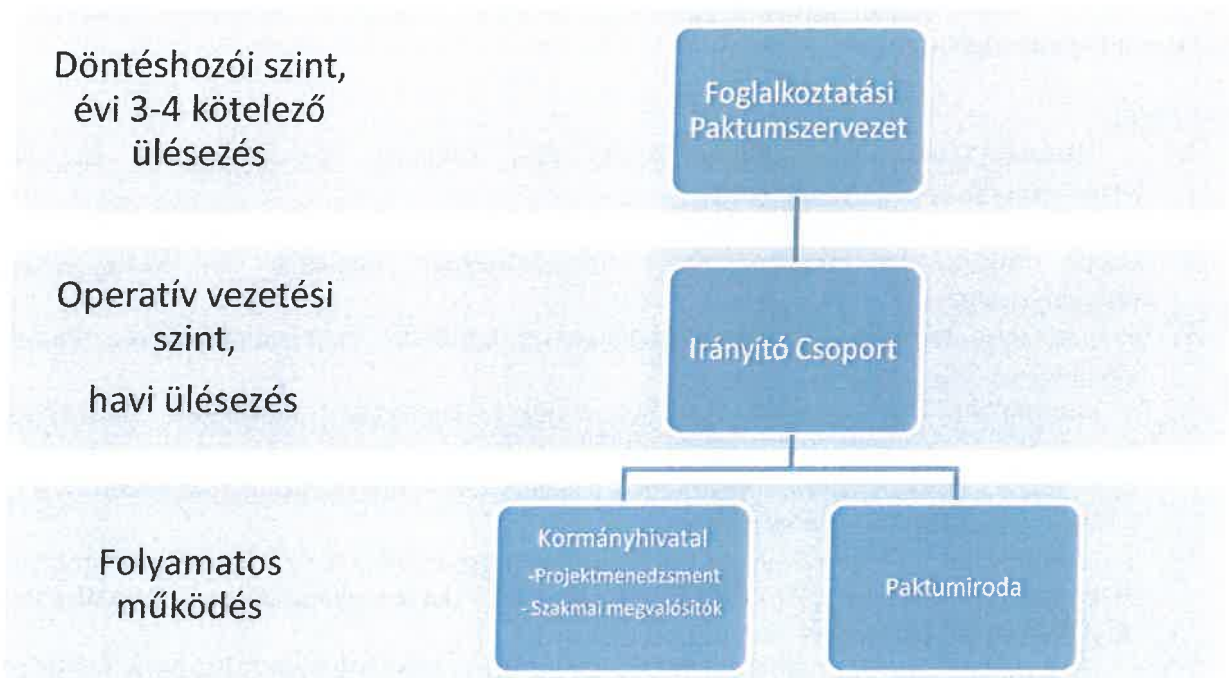 Döntéshozói szint,
évi 3-4 kötelező
ülésezés
Foglalkoztatási
Paktumszervezet
Operatív vezetési
szint,
havi ülésezés
Irányító Csoport
Folyamatos
működés
Kormányhivatal
-Projektmenedzsment
- Szakmai megvalósítók
Paktumiroda